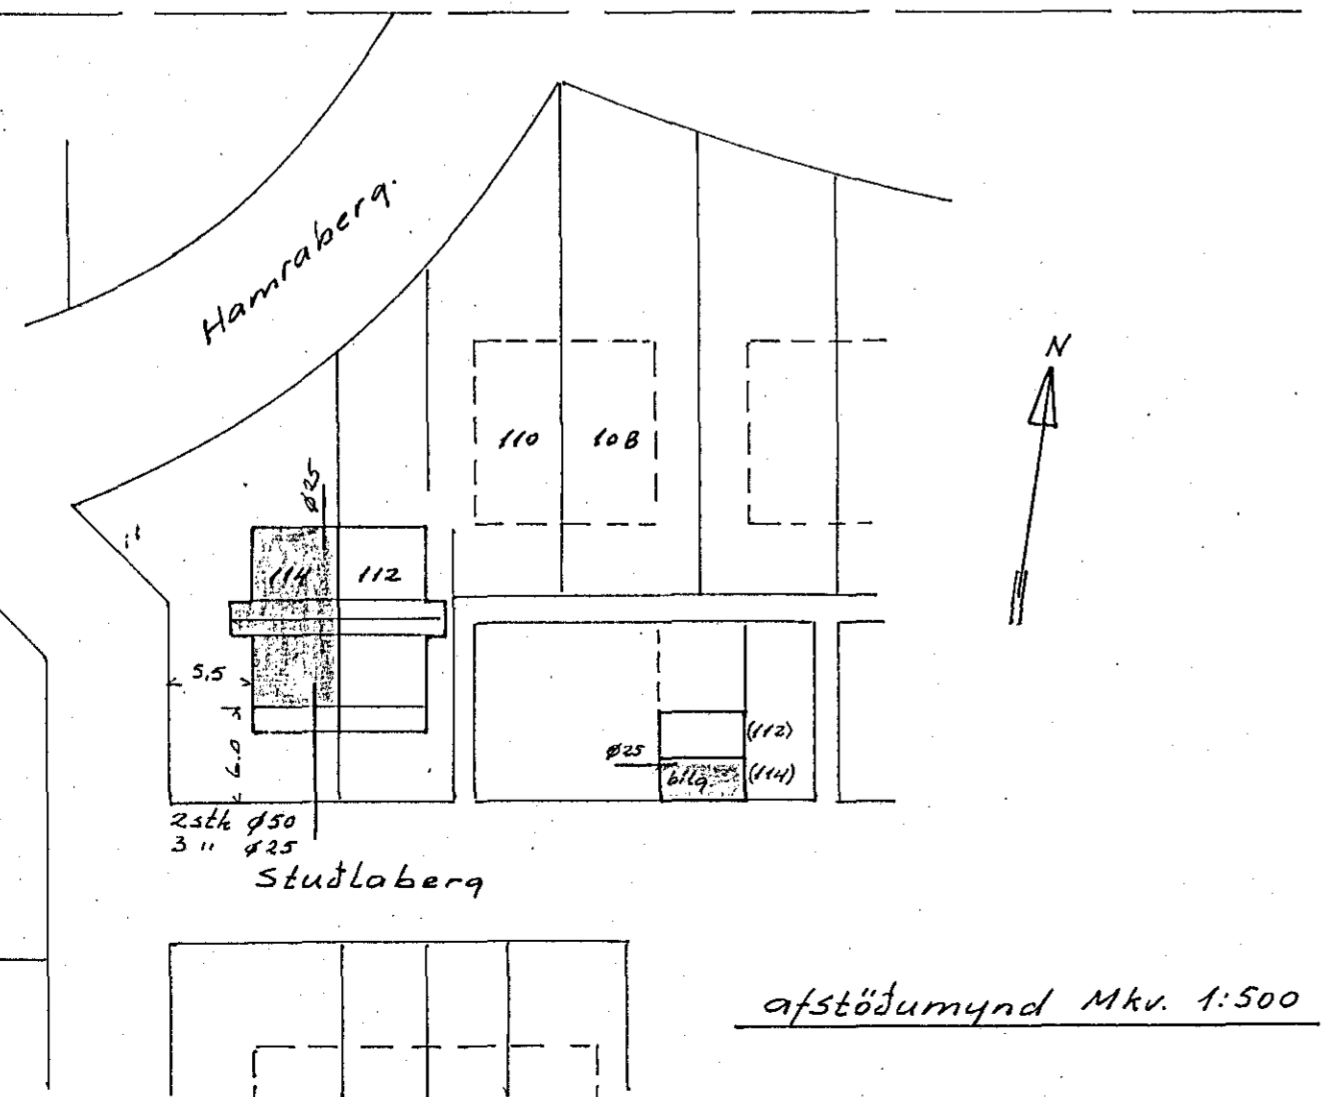 Hamraberg.
N
110
108
ø25
114
112
5,5
6.0
(112)
ø25
bílg.
(114)
2stk ø50
3 " ø25
Stuðlaberg
afstöðumynd Mkv. 1:500